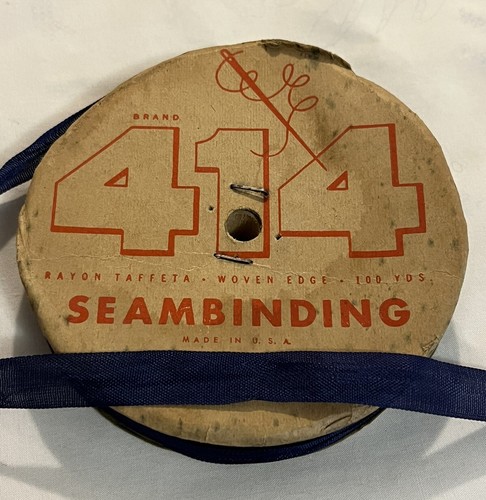 BRAND
414
RAYON TAFFETA • WOVEN EDGE • 100 YDS.
SEAMBINDING
MADE IN U.S.A.